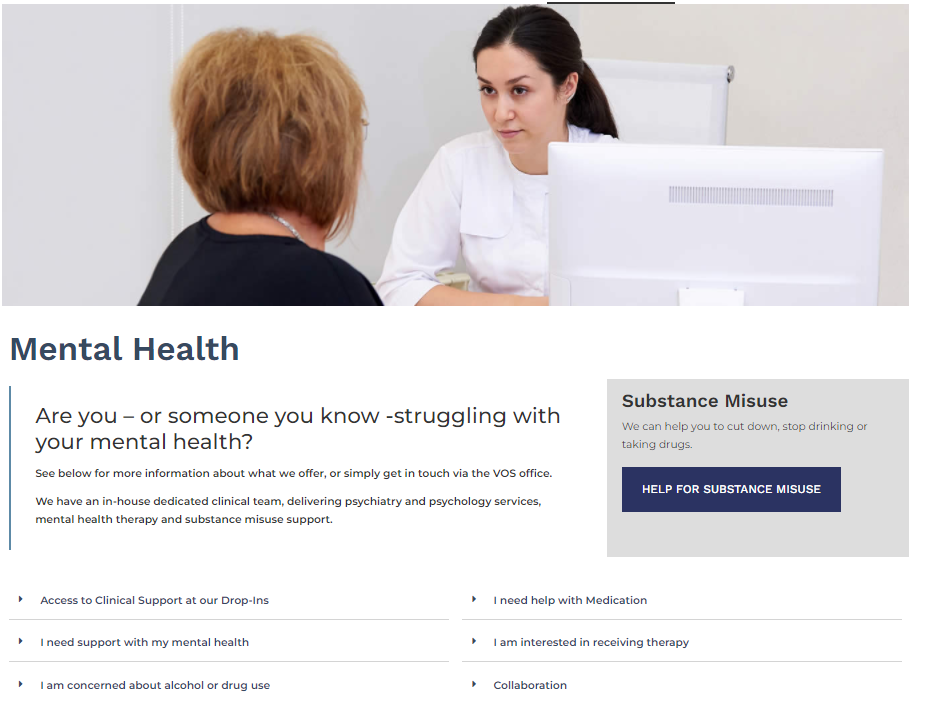 Mental Health
Are you – or someone you know -struggling with
your mental health?
See below for more information about what we offer, or simply get in touch via the VOS office.
We have an in-house dedicated clinical team, delivering psychiatry and psychology services,
mental health therapy and substance misuse support.
Substance Misuse
We can help you to cut down, stop drinking or
taking drugs.
HELP FOR SUBSTANCE MISUSE
Access to Clinical Support at our Drop-Ins
I need support with my mental health
I am concerned about alcohol or drug use
I need help with Medication
I am interested in receiving therapy
Collaboration